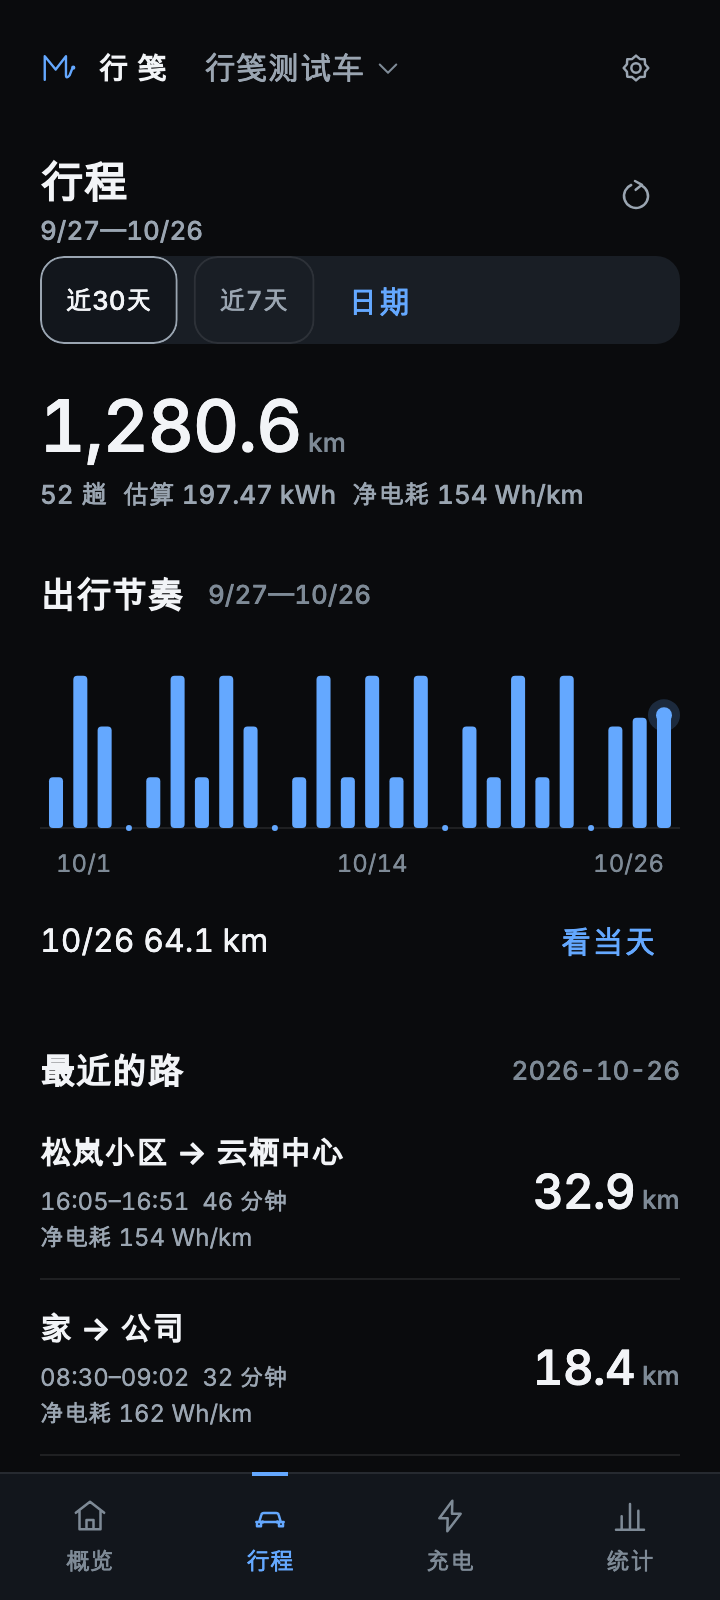 行笺 行笺测试车
行程
9/27—10/26
近30天 近7天 日期
1,280.6 km
52 趟 估算 197.47 kWh 净电耗 154 Wh/km
出行节奏 9/27—10/26
10/1 10/14 10/26
10/26 64.1 km 看当天
最近的路 2026-10-26
松岚小区 → 云栖中心
16:05–16:51 46 分钟
32.9 km
净电耗 154 Wh/km
家 → 公司
08:30–09:02 32 分钟
18.4 km
净电耗 162 Wh/km
概览 行程 充电 统计